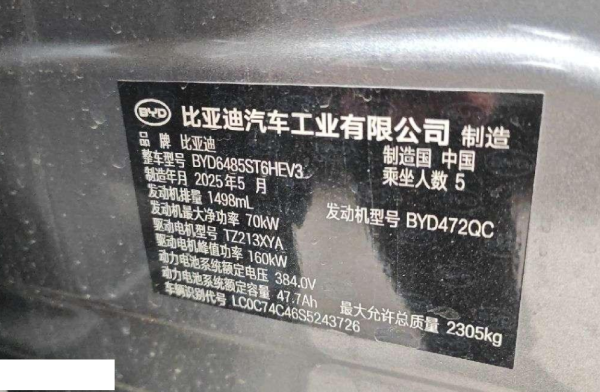 BYD 比亚迪汽车工业有限公司 制造
品牌 比亚迪 制造国 中国
整车型号 BYD6485ST6HEV3 乘坐人数 5
制造年月 2025年5月
发动机排量 1498mL 发动机型号 BYD472QC
发动机最大净功率 70kW
驱动电机型号 TZ213XYA
驱动电机峰值功率 160kW
动力电池系统额定电压 384.0V
动力电池系统额定容量 47.7Ah 最大允许总质量 2305kg
车辆识别代号 LC0C74C46S5243726